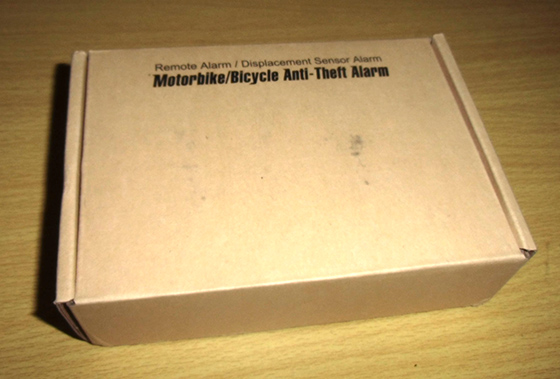 Remote Alarm / Displacement Sensor Alarm
Motorbike/Bicycle Anti-Theft Alarm